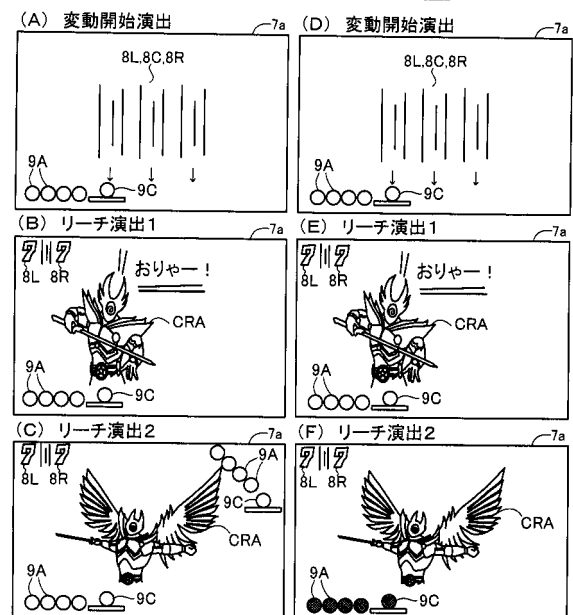 (A) 変動開始演出
7a
8L,8C,8R
9A
9C
(B) リーチ演出1
7a
7 7
8L 8R
おりゃー!
CRA
9A
9C
(C) リーチ演出2
7a
7 7
8L 8R
9A
9C
CRA
9A
9C
(D) 変動開始演出
7a
8L,8C,8R
9A
9C
(E) リーチ演出1
7a
7 7
8L 8R
おりゃー!
CRA
9A
9C
(F) リーチ演出2
7a
7 7
8L 8R
CRA
9A
9C